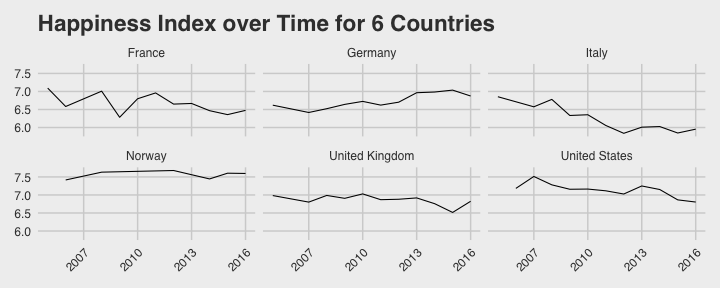 Happiness Index over Time for 6 Countries
France Germany Italy
7.5
7.0
6.5
6.0
Norway United Kingdom United States
7.5
7.0
6.5
6.0
2007 2010 2013 2016 2007 2010 2013 2016 2007 2010 2013 2016